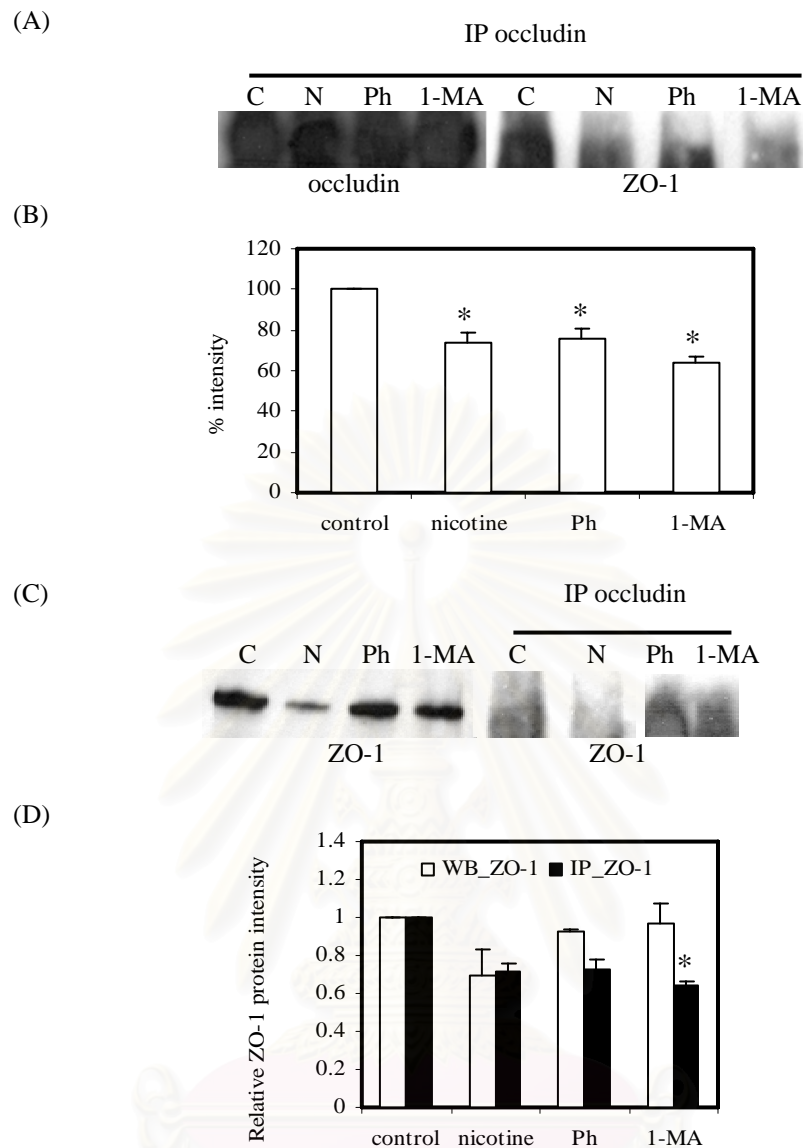 (A)
IP occludin
C N Ph 1-MA C N Ph 1-MA
occludin ZO-1
(B)
120
100
80
60
40
20
0
% intensity
* * *
control nicotine Ph 1-MA
(C)
IP occludin
C N Ph 1-MA C N Ph 1-MA
ZO-1 ZO-1
(D)
1.4
1.2
1
0.8
0.6
0.4
0.2
0
Relative ZO-1 protein intensity
WB_ZO-1 IP_ZO-1
*
control nicotine Ph 1-MA